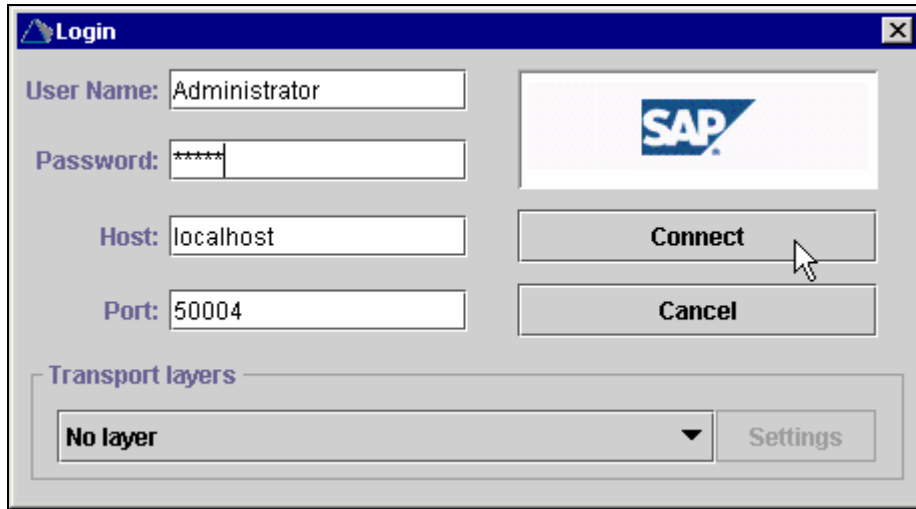 Login
User Name: Administrator
SAP
Password: *****
Host: localhost
Connect
Port: 50004
Cancel
Transport layers
No layer
Settings